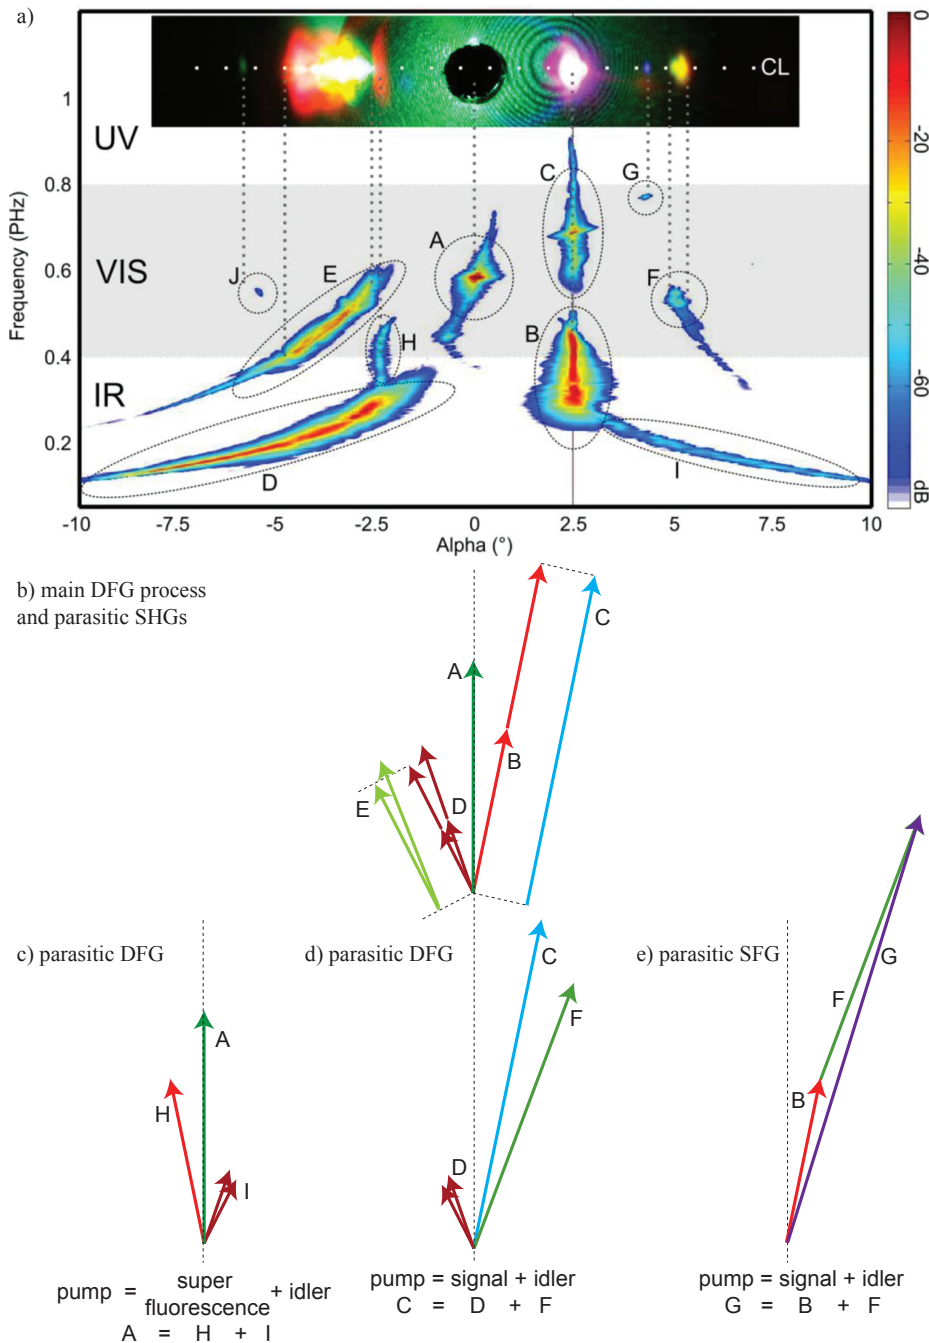 a)
CL
UV
VIS
IR
A
B
C
D
E
F
G
H
I
J
Frequency (PHz)
1
0.8
0.6
0.4
0.2
-10
-7.5
-5
-2.5
0
2.5
5
7.5
10
Alpha (°)
0
-20
-40
-60
dB
b) main DFG process
and parasitic SHGs
A
B
C
D
E
c) parasitic DFG
A
H
I
pump = super fluorescence + idler
A = H + I
d) parasitic DFG
C
F
D
pump = signal + idler
C = D + F
e) parasitic SFG
G
F
B
pump = signal + idler
G = B + F